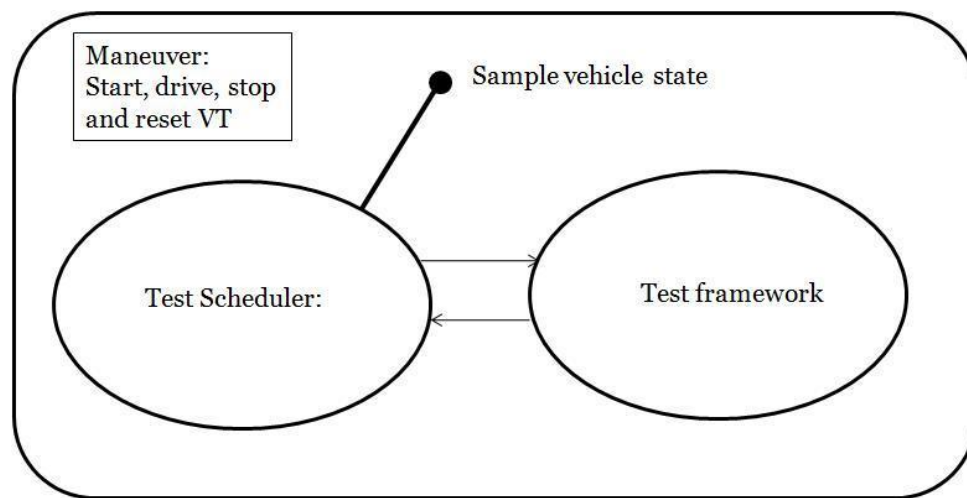 Maneuver:
Start, drive, stop
and reset VT
Sample vehicle state
Test Scheduler:
Test framework